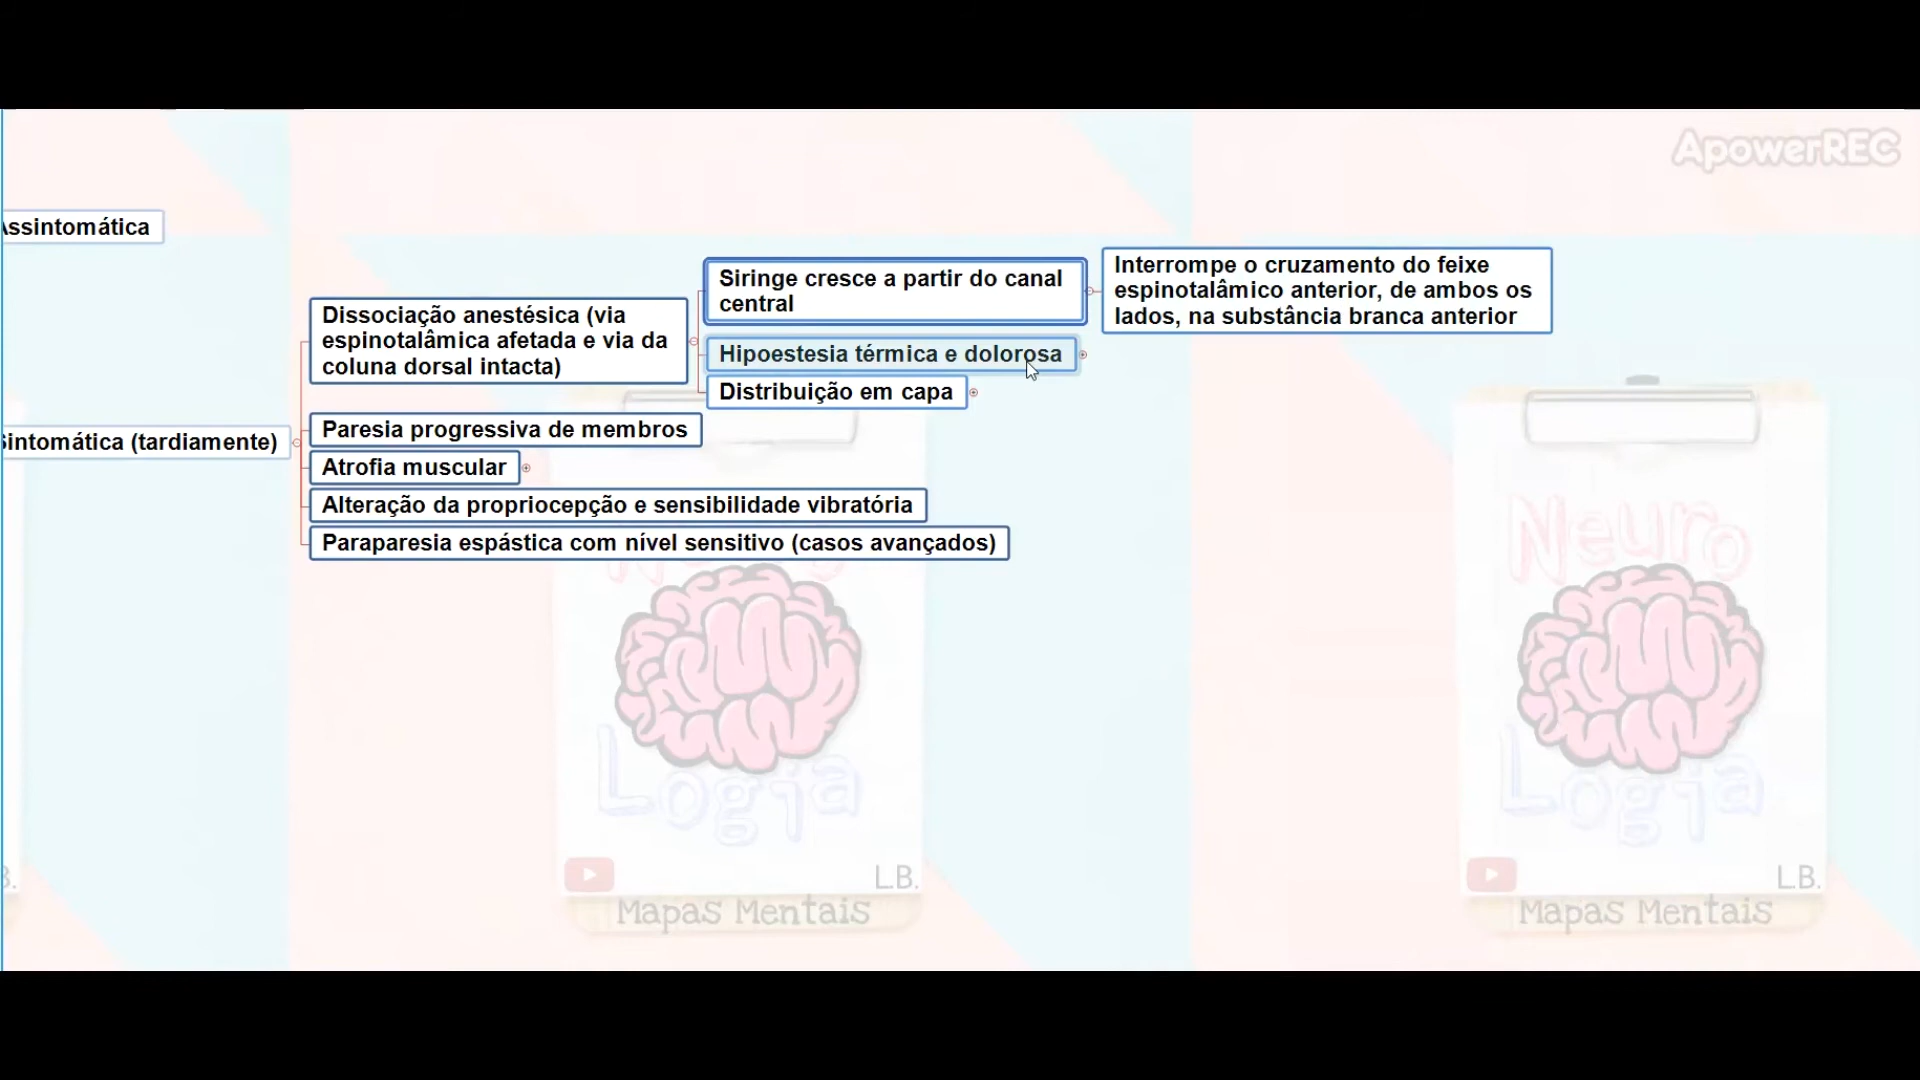 ApowerREC
Assintomática
Siringe cresce a partir do canal
central
Interrompe o cruzamento do feixe
espinotalâmico anterior, de ambos os
lados, na substância branca anterior
Dissociação anestésica (via
espinotalâmica afetada e via da
coluna dorsal intacta)
Hipoestesia térmica e dolorosa
Distribuição em capa
Sintomática (tardiamente)
Paresia progressiva de membros
Atrofia muscular
Alteração da propriocepção e sensibilidade vibratória
Paraparesia espástica com nível sensitivo (casos avançados)
Neuro
Logia
L.B.
Mapas Mentais
Neuro
Logia
L.B.
Mapas Mentais
B.